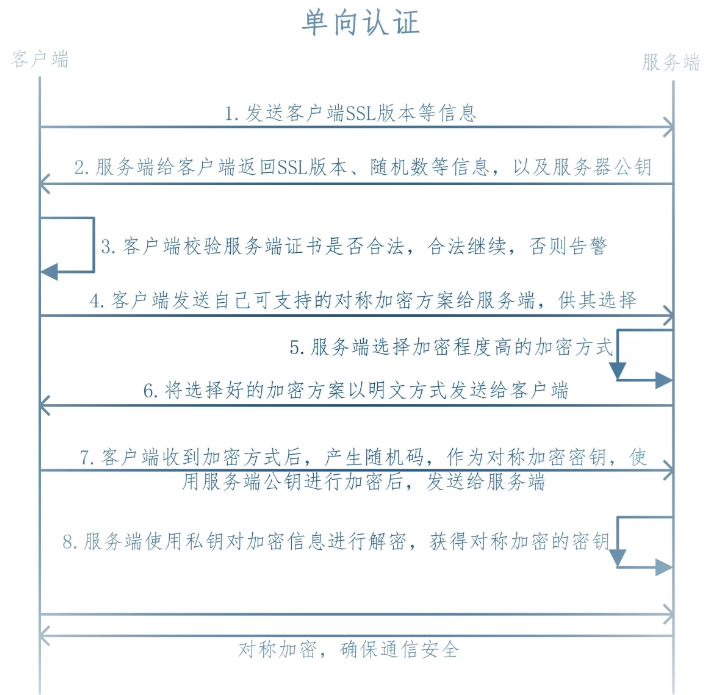 单向认证
客户端
服务端
1.发送客户端SSL版本等信息
2.服务端给客户端返回SSL版本、随机数等信息，以及服务器公钥
3.客户端校验服务端证书是否合法，合法继续，否则告警
4.客户端发送自己可支持的对称加密方案给服务端，供其选择
5.服务端选择加密程度高的加密方式
6.将选择好的加密方案以明文方式发送给客户端
7.客户端收到加密方式后，产生随机码，作为对称加密密钥，使
用服务端公钥进行加密后，发送给服务端
8.服务端使用私钥对加密信息进行解密，获得对称加密的密钥
对称加密，确保通信安全